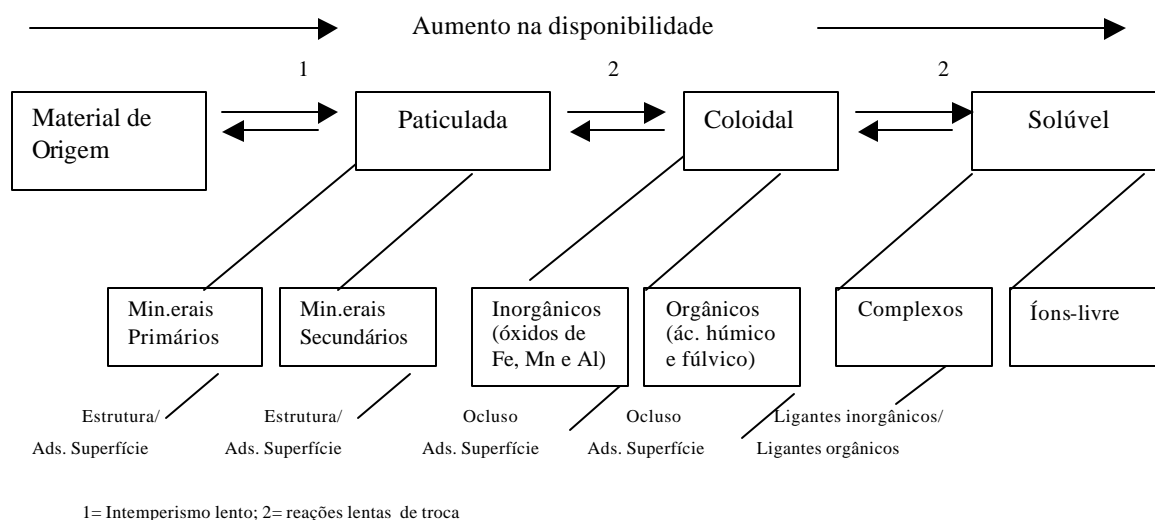 Aumento na disponibilidade
1 2 2
Material de
Origem
Paticulada
Coloidal
Solúvel
Min.erais
Primários
Min.erais
Secundários
Inorgânicos
(óxidos de
Fe, Mn e Al)
Orgânicos
(ác. húmico
e fúlvico)
Complexos
Íons-livre
Estrutura/
Ads. Superfície
Estrutura/
Ads. Superfície
Ocluso
Ads. Superfície
Ocluso
Ads. Superfície
Ligantes inorgânicos/
Ligantes orgânicos
1= Intemperismo lento; 2= reações lentas de troca